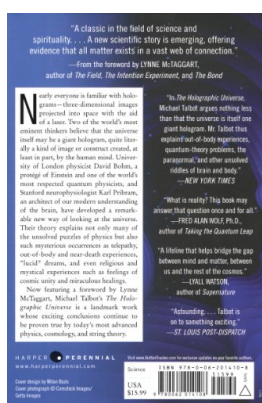 "A classic in the field of science and
spirituality. . . . A new scientific story is emerging, offering
evidence that all matter exists in a vast web of connection."
—From the foreword by LYNNE McTAGGART,
author of The Field, The Intention Experiment, and The Bond
Nearly everyone is familiar with holo-
grams—three-dimensional images
projected into space with the aid
of a laser. Two of the world's most
eminent thinkers believe that the universe
itself may be a giant hologram, quite liter-
ally a kind of image or construct created, at
least in part, by the human mind. Univer-
sity of London physicist David Bohm, a
protégé of Einstein and one of the world's
most respected quantum physicists, and
Stanford neurophysiologist Karl Pribram,
an architect of our modern understanding
of the brain, have developed a remark-
able new way of looking at the universe.
Their theory explains not only many of
the unsolved puzzles of physics but also
such mysterious occurrences as telepathy,
out-of-body and near-death experiences,
"lucid" dreams, and even religious and
mystical experiences such as feelings of
cosmic unity and miraculous healings.
Now featuring a foreword by Lynne
McTaggart, Michael Talbot's The Holo-
graphic Universe is a landmark work
whose exciting conclusions continue to
be proven true by today's most advanced
physics, cosmology, and string theory.
"In The Holographic Universe,
Michael Talbot argues nothing less
than that the universe is itself one
giant hologram. Mr. Talbot thus
explains out-of-body experiences,
quantum-theory problems, the
paranormal, and other unsolved
riddles of brain and body."
—NEW YORK TIMES
"What is reality? This book may
answer that question once and for all."
—FRED ALAN WOLF, Ph.D.,
author of Taking the Quantum Leap
"A lifeline that helps bridge the gap
between mind and matter, between
us and the rest of the cosmos."
—LYALL WATSON,
author of Supernature
"Astounding. . . . Talbot is
on to something exciting."
—ST. LOUIS POST-DISPATCH
HARPER PERENNIAL
www.harperperennial.com
Cover design by Milan Bozic
Cover photograph © Comstock Images/
Getty Images
Science
USA
$15.99
ISBN 978-0-06-201410-8